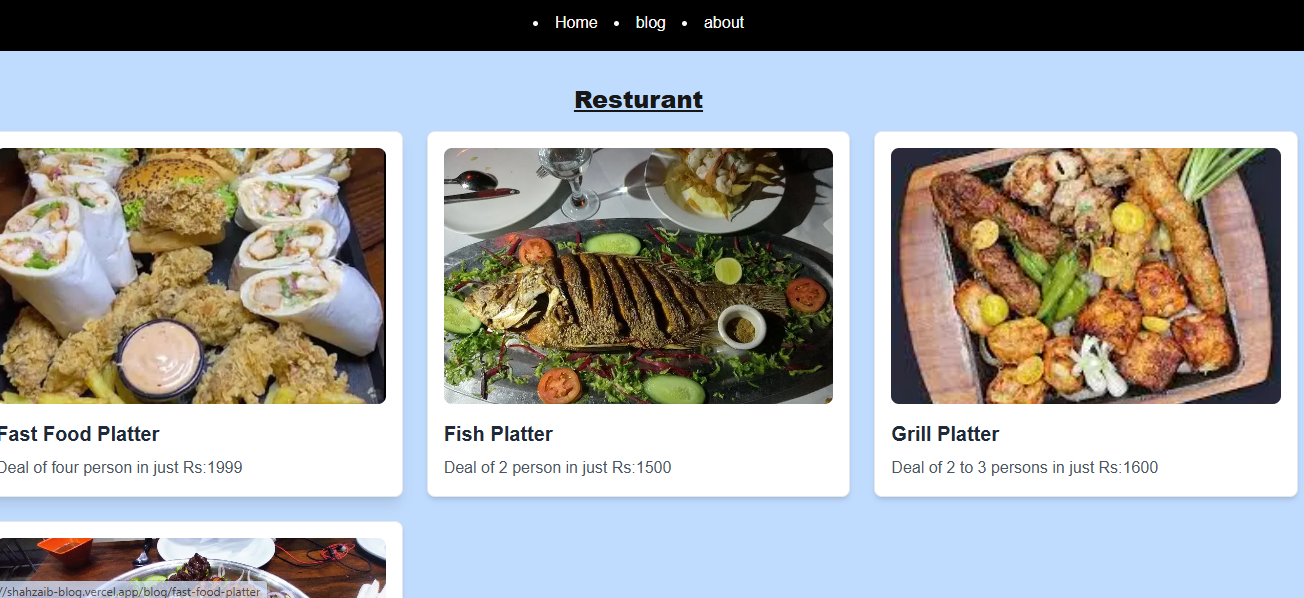 Home blog about
Resturant
Fast Food Platter
Deal of four person in just Rs:1999
Fish Platter
Deal of 2 person in just Rs:1500
Grill Platter
Deal of 2 to 3 persons in just Rs:1600
//shahzaib-blog.vercel.app/blog/fast-food-platter